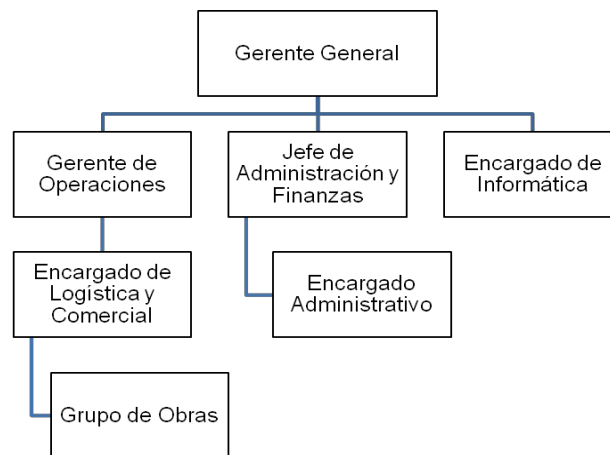 Gerente General
Gerente de
Operaciones
Jefe de
Administración y
Finanzas
Encargado de
Informática
Encargado de
Logística y
Comercial
Encargado
Administrativo
Grupo de Obras